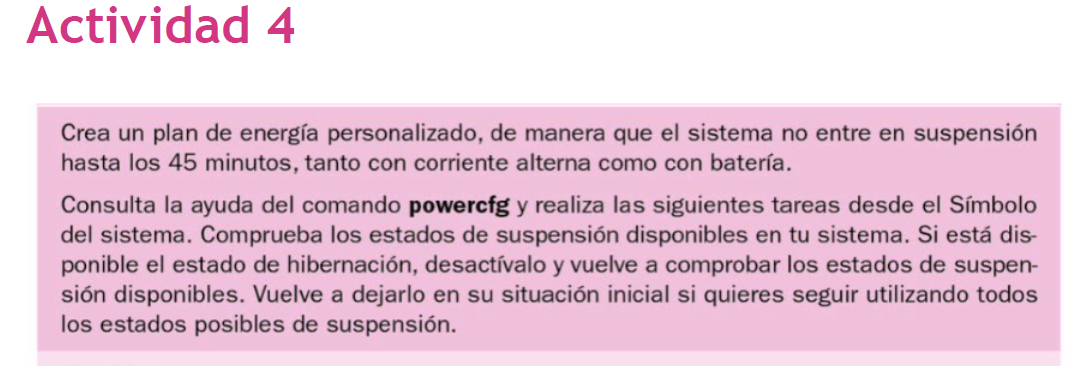 Actividad 4
Crea un plan de energía personalizado, de manera que el sistema no entre en suspensión
hasta los 45 minutos, tanto con corriente alterna como con batería.
Consulta la ayuda del comando powercfg y realiza las siguientes tareas desde el Símbolo
del sistema. Comprueba los estados de suspensión disponibles en tu sistema. Si está dis-
ponible el estado de hibernación, desactívalo y vuelve a comprobar los estados de suspen-
sión disponibles. Vuelve a dejarlo en su situación inicial si quieres seguir utilizando todos
los estados posibles de suspensión.